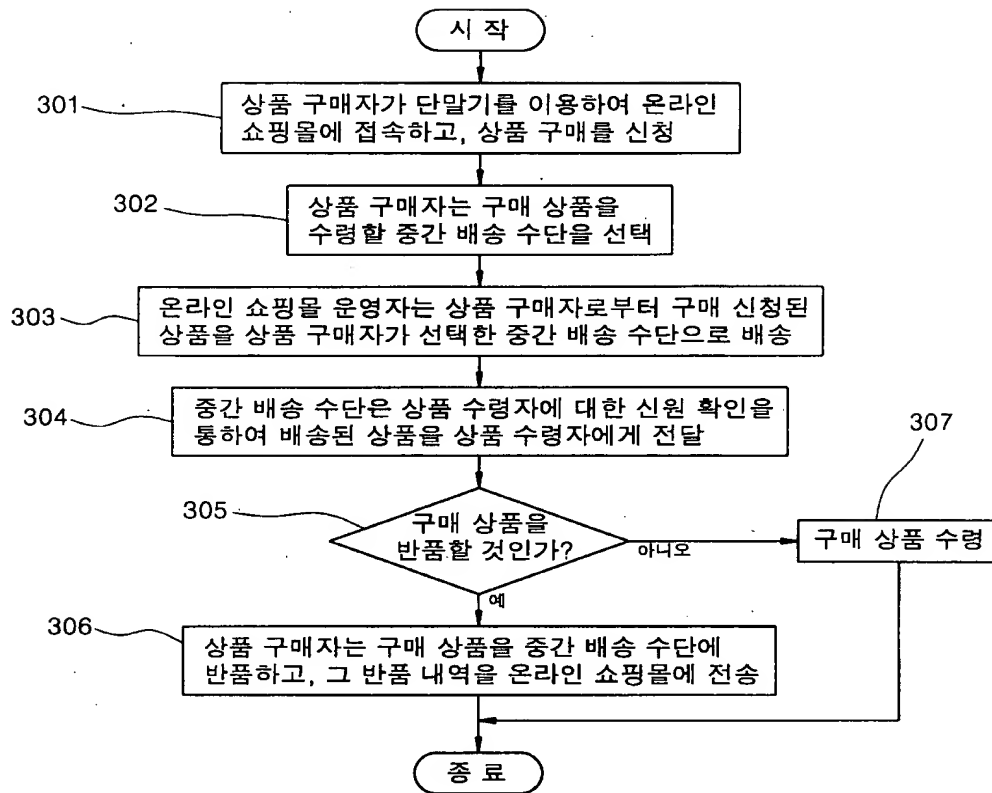 시 작
301
상품 구매자가 단말기를 이용하여 온라인
쇼핑몰에 접속하고, 상품 구매를 신청
302
상품 구매자는 구매 상품을
수령할 중간 배송 수단을 선택
303
온라인 쇼핑몰 운영자는 상품 구매자로부터 구매 신청된
상품을 상품 구매자가 선택한 중간 배송 수단으로 배송
304
중간 배송 수단은 상품 수령자에 대한 신원 확인을
통하여 배송된 상품을 상품 수령자에게 전달
305
구매 상품을
반품할 것인가?
아니오
307
구매 상품 수령
예
306
상품 구매자는 구매 상품을 중간 배송 수단에
반품하고, 그 반품 내역을 온라인 쇼핑몰에 전송
종 료